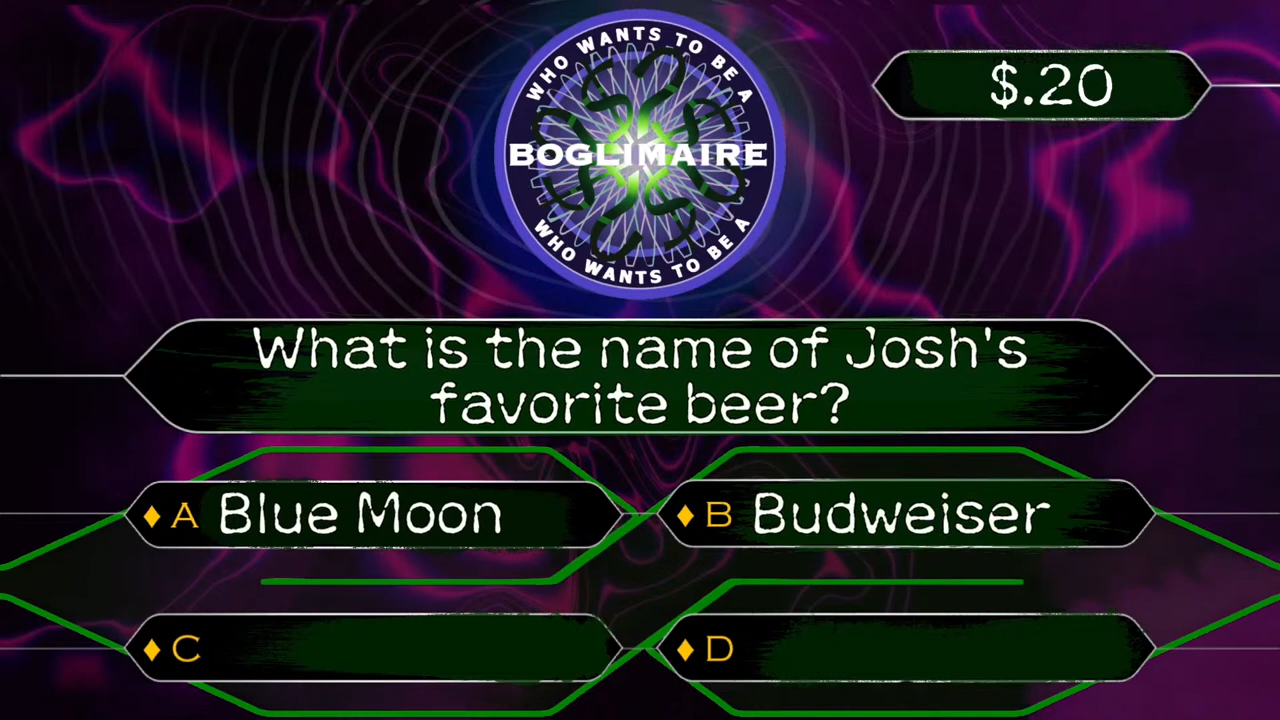 WHO WANTS TO BE A
BOGLIMAIRE
WHO WANTS TO BE A
$.20
What is the name of Josh's
favorite beer?
A Blue Moon
B Budweiser
C
D